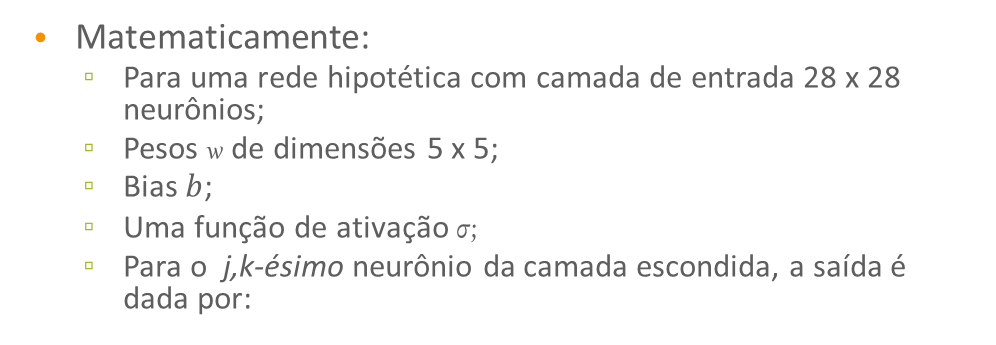 • Matematicamente:
▫ Para uma rede hipotética com camada de entrada 28 x 28
neurônios;
▫ Pesos w de dimensões 5 x 5;
▫ Bias b;
▫ Uma função de ativação σ;
▫ Para o j,k-ésimo neurônio da camada escondida, a saída é
dada por: